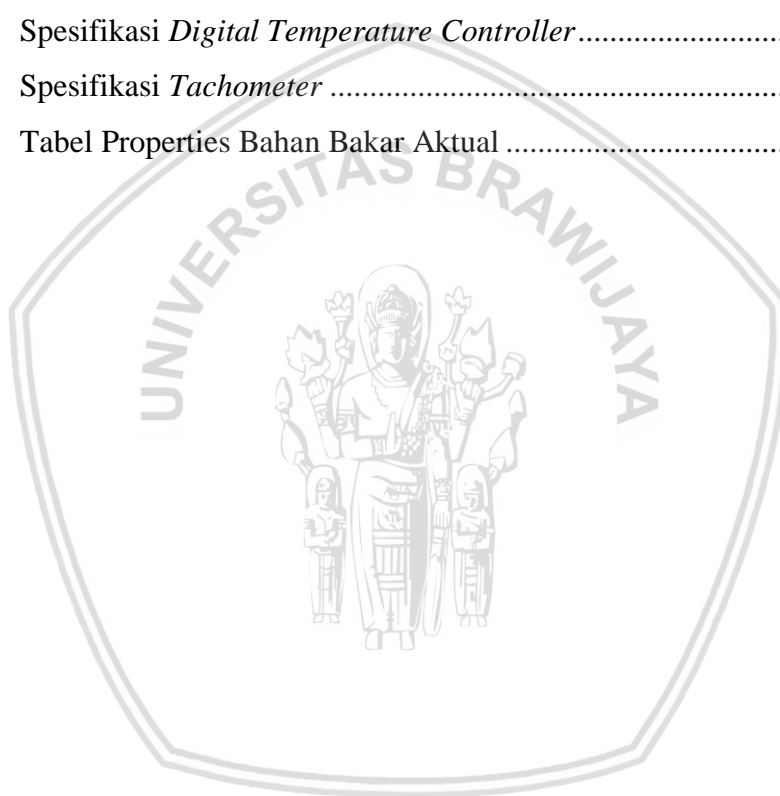 Spesifikasi Digital Temperature Controller..........................
Spesifikasi Tachometer .........................................................
Tabel Properties Bahan Bakar Aktual ...................................
UNIVERSITAS BRAWIJAYA